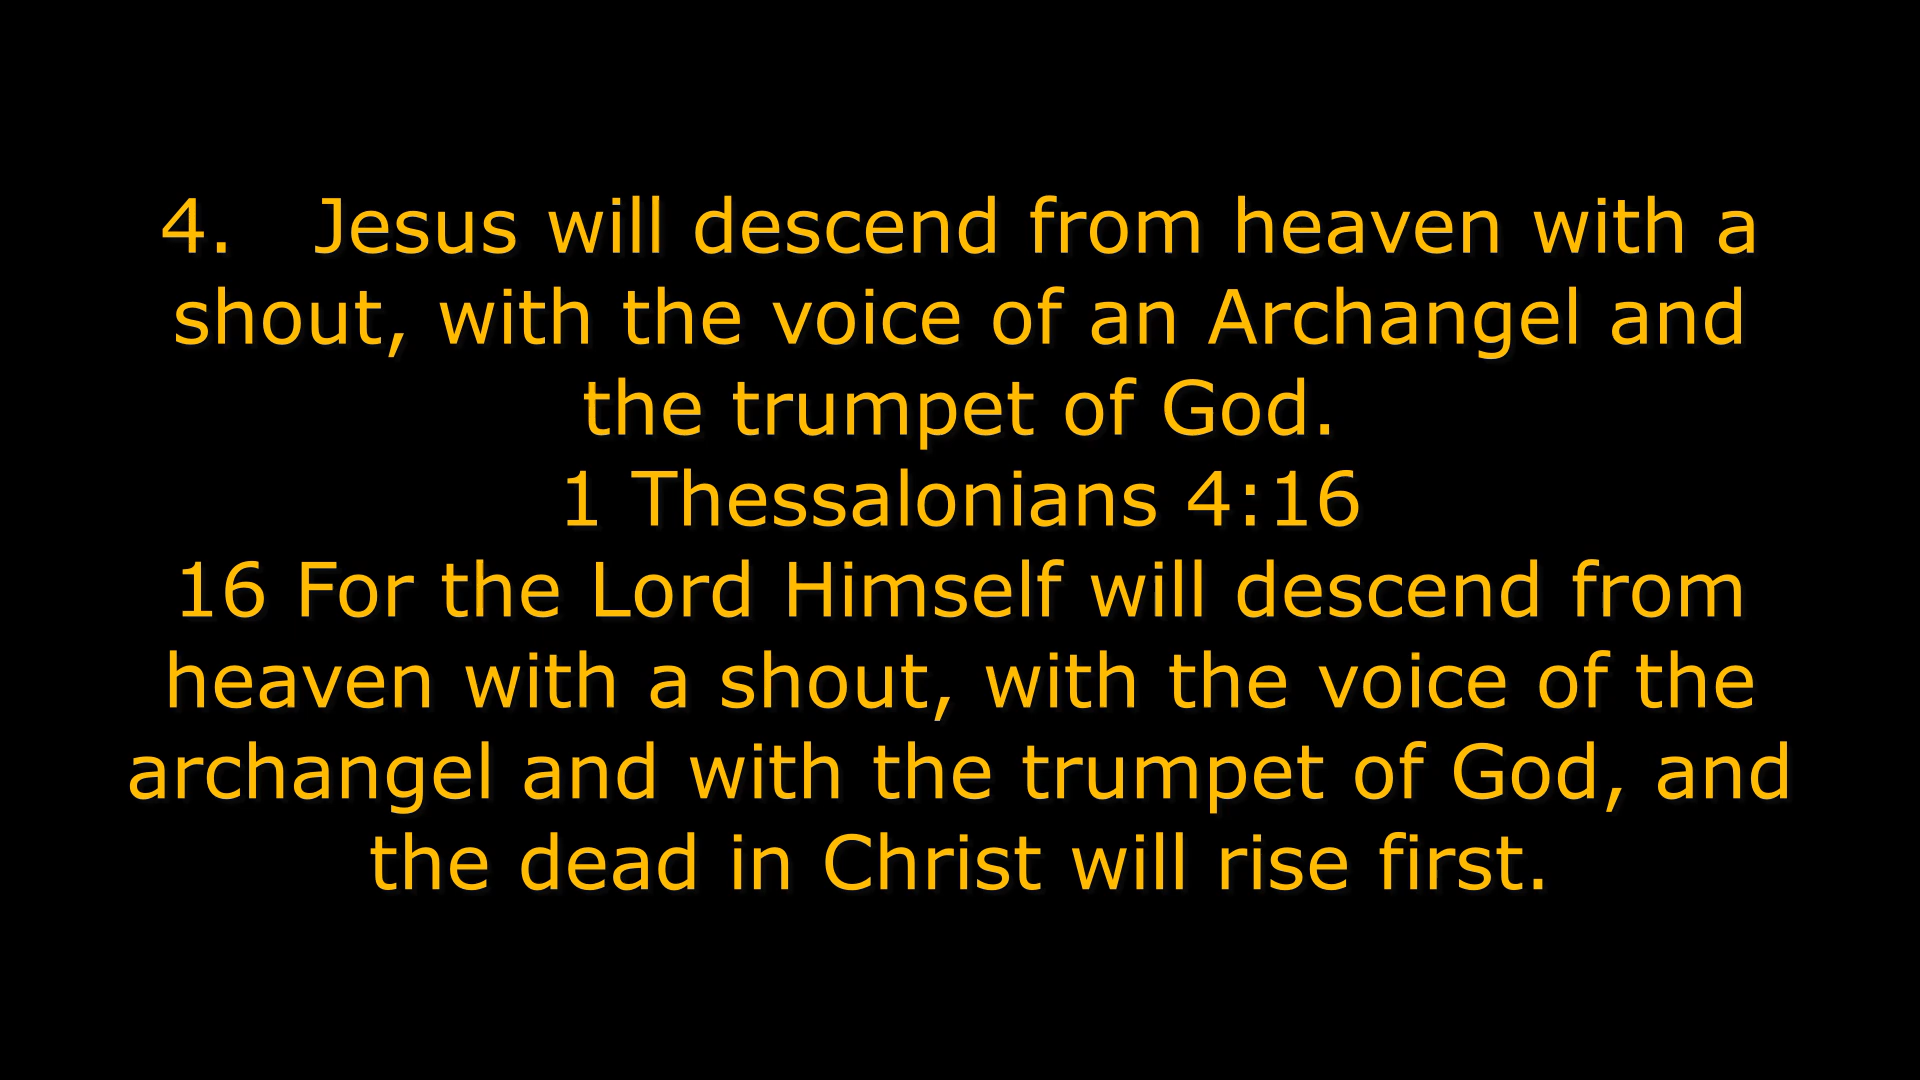 4.   Jesus will descend from heaven with a
shout, with the voice of an Archangel and
the trumpet of God.
1 Thessalonians 4:16
16 For the Lord Himself will descend from
heaven with a shout, with the voice of the
archangel and with the trumpet of God, and
the dead in Christ will rise first.